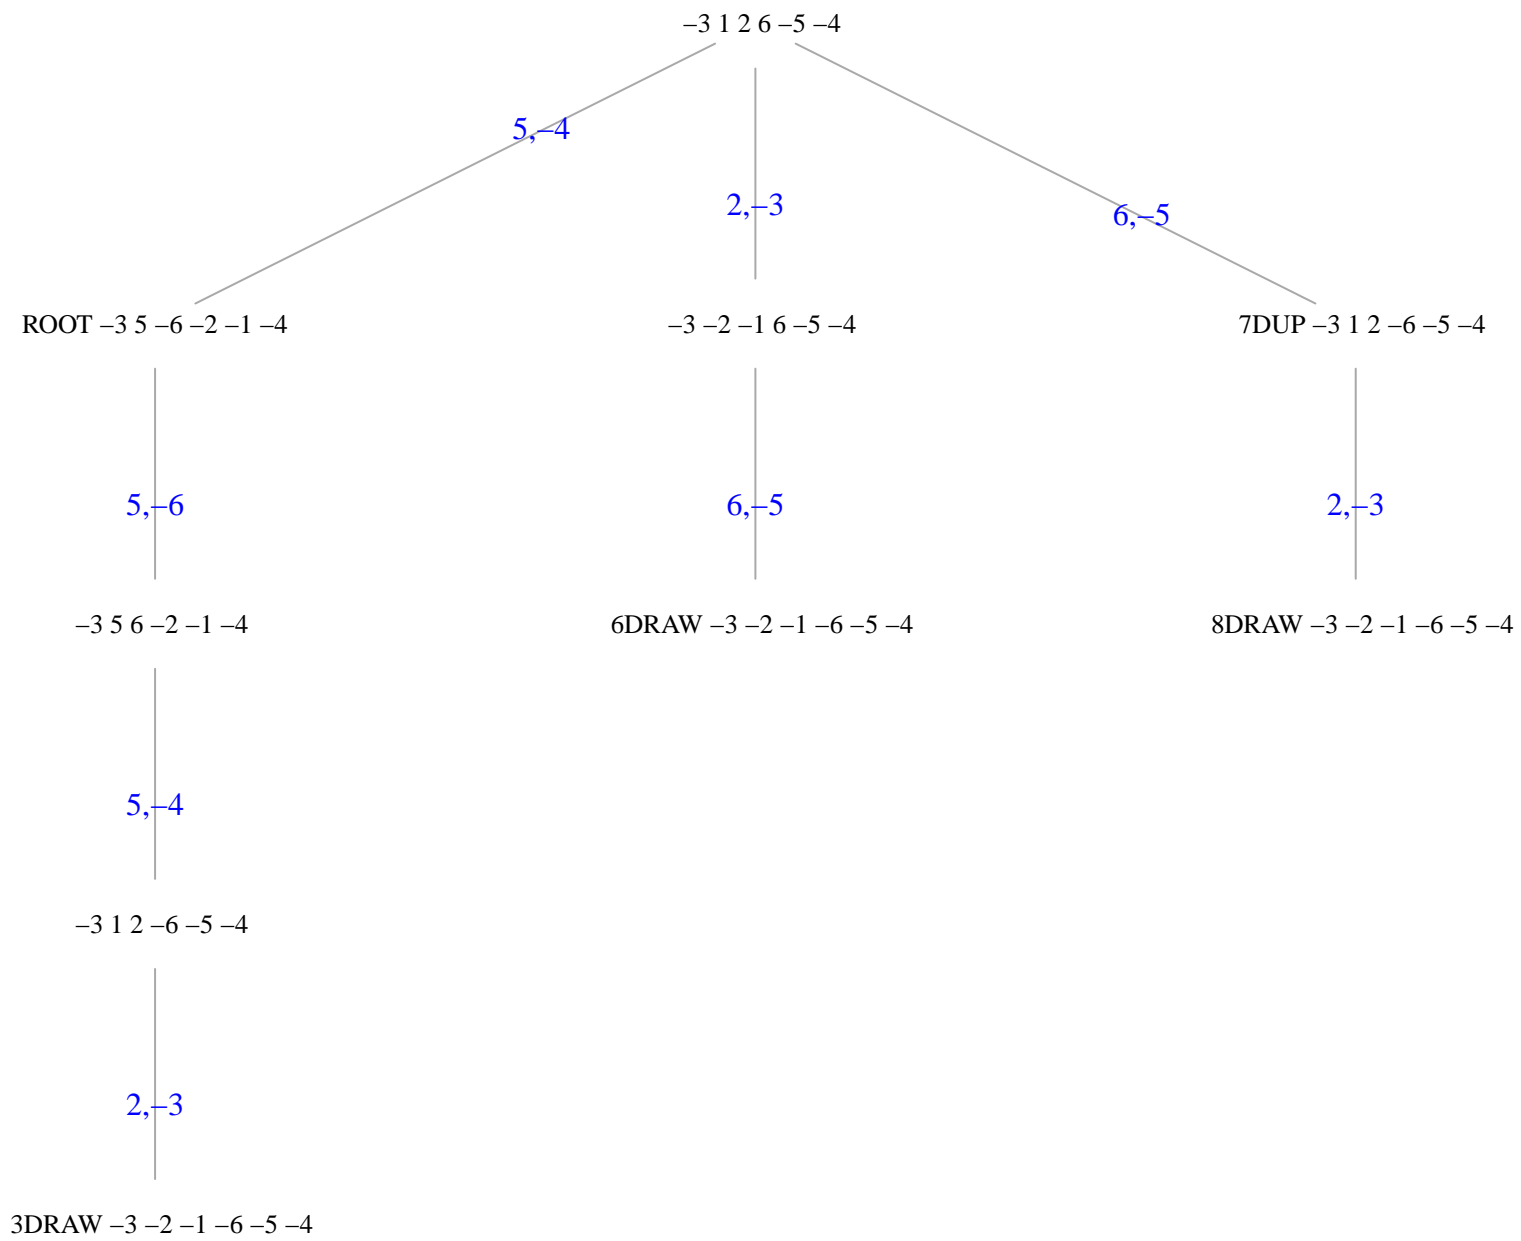 –3 1 2 6 –5 –4
5,–4
2,–3
6,–5
ROOT –3 5 –6 –2 –1 –4
–3 –2 –1 6 –5 –4
7DUP –3 1 2 –6 –5 –4
5,–6
6,–5
2,–3
–3 5 6 –2 –1 –4
6DRAW –3 –2 –1 –6 –5 –4
8DRAW –3 –2 –1 –6 –5 –4
5,–4
–3 1 2 –6 –5 –4
2,–3
3DRAW –3 –2 –1 –6 –5 –4